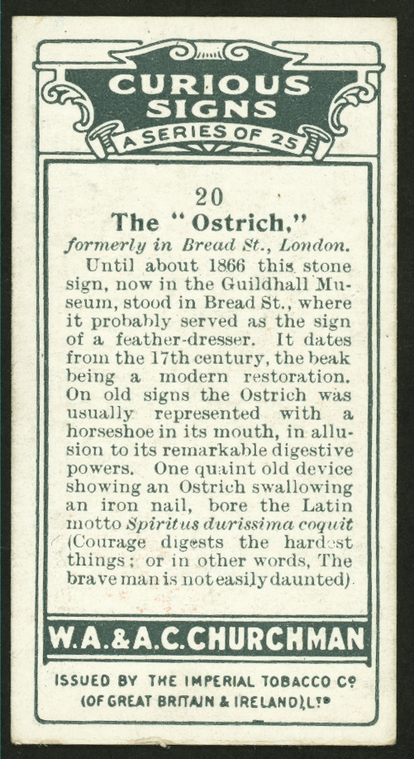 CURIOUS
SIGNS
A SERIES OF 25
20
The "Ostrich,"
formerly in Bread St., London.
Until about 1866 this stone
sign, now in the Guildhall Mu-
seum, stood in Bread St., where
it probably served as the sign
of a feather-dresser. It dates
from the 17th century, the beak
being a modern restoration.
On old signs the Ostrich was
usually represented with a
horseshoe in its mouth, in allu-
sion to its remarkable digestive
powers. One quaint old device
showing an Ostrich swallowing
an iron nail, bore the Latin
motto Spiritus durissima coquit
(Courage digests the hardest
things; or in other words, The
brave man is not easily daunted).
W.A. & A.C. CHURCHMAN
ISSUED BY THE IMPERIAL TOBACCO Cº
(OF GREAT BRITAIN & IRELAND), Lᵀᴰ